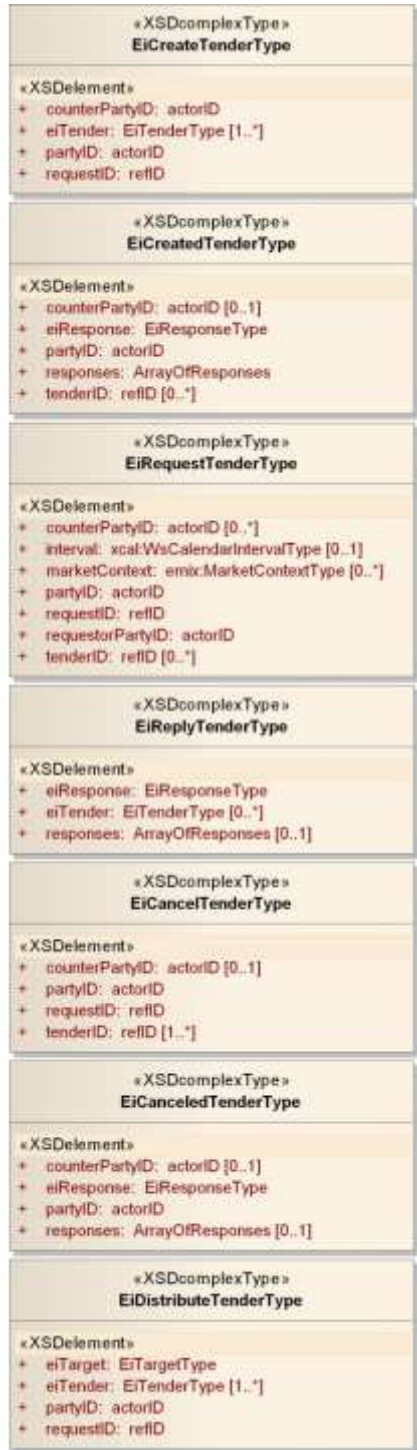 «XSDcomplexType»
EiCreateTenderType
«XSDelement»
+ counterPartyID: actorID
+ eiTender: EiTenderType [1..*]
+ partyID: actorID
+ requestID: refID
«XSDcomplexType»
EiCreatedTenderType
«XSDelement»
+ counterPartyID: actorID [0..1]
+ eiResponse: EiResponseType
+ partyID: actorID
+ responses: ArrayOfResponses
+ tenderID: refID [0..*]
«XSDcomplexType»
EiRequestTenderType
«XSDelement»
+ counterPartyID: actorID [0..*]
+ interval: xcal:WsCalendarIntervalType [0..1]
+ marketContext: emix:MarketContextType [0..*]
+ partyID: actorID
+ requestID: refID
+ requestorPartyID: actorID
+ tenderID: refID [0..*]
«XSDcomplexType»
EiReplyTenderType
«XSDelement»
+ eiResponse: EiResponseType
+ eiTender: EiTenderType [0..*]
+ responses: ArrayOfResponses [0..1]
«XSDcomplexType»
EiCancelTenderType
«XSDelement»
+ counterPartyID: actorID [0..1]
+ partyID: actorID
+ requestID: refID
+ tenderID: refID [1..*]
«XSDcomplexType»
EiCanceledTenderType
«XSDelement»
+ counterPartyID: actorID [0..1]
+ eiResponse: EiResponseType
+ partyID: actorID
+ responses: ArrayOfResponses [0..1]
«XSDcomplexType»
EiDistributeTenderType
«XSDelement»
+ eiTarget: EiTargetType
+ eiTender: EiTenderType [1..*]
+ partyID: actorID
+ requestID: refID